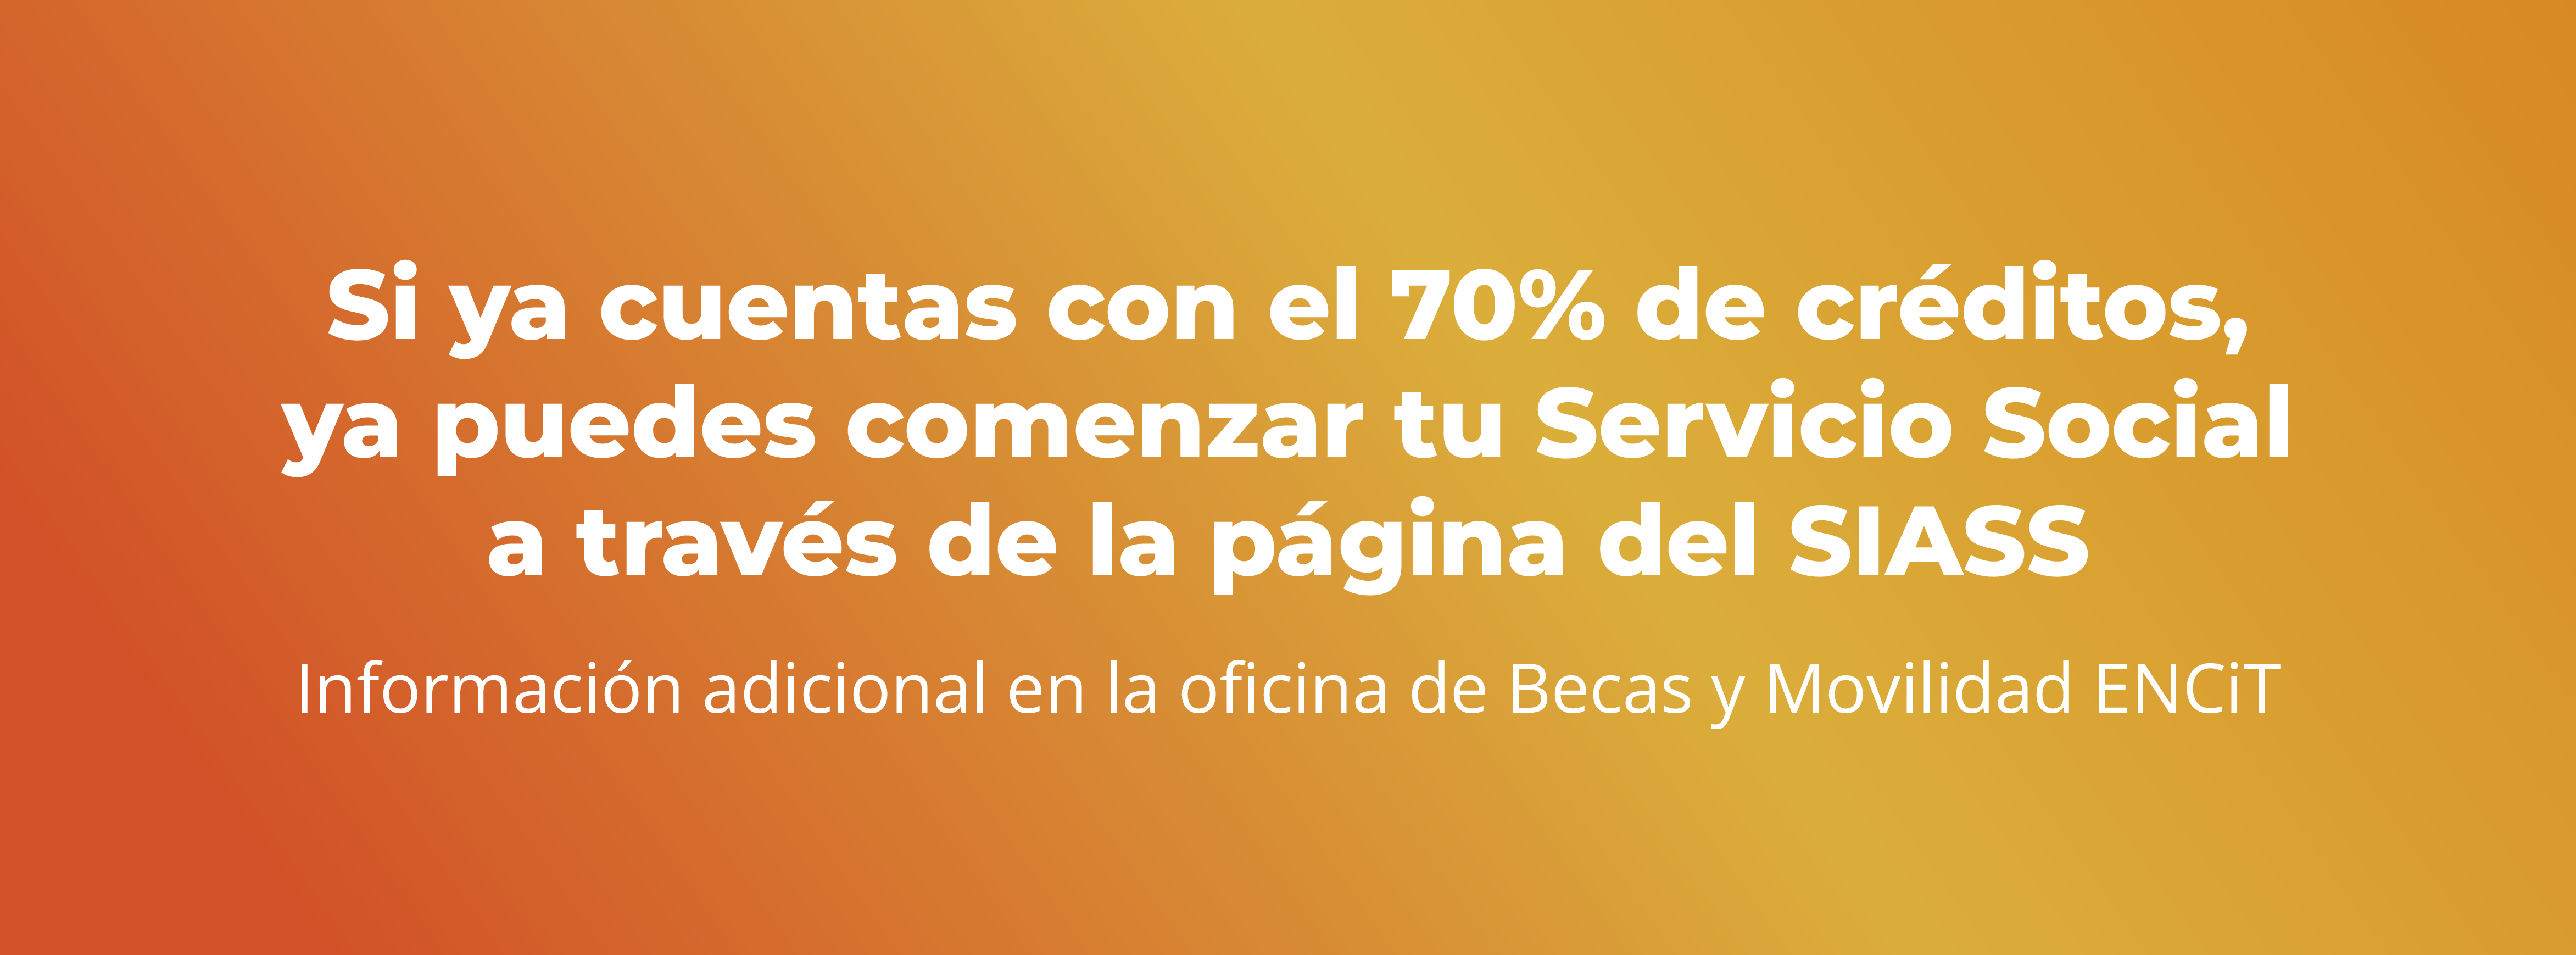 Si ya cuentas con el 70% de créditos,
ya puedes comenzar tu Servicio Social
a través de la página del SIASS
Información adicional en la oficina de Becas y Movilidad ENCiT